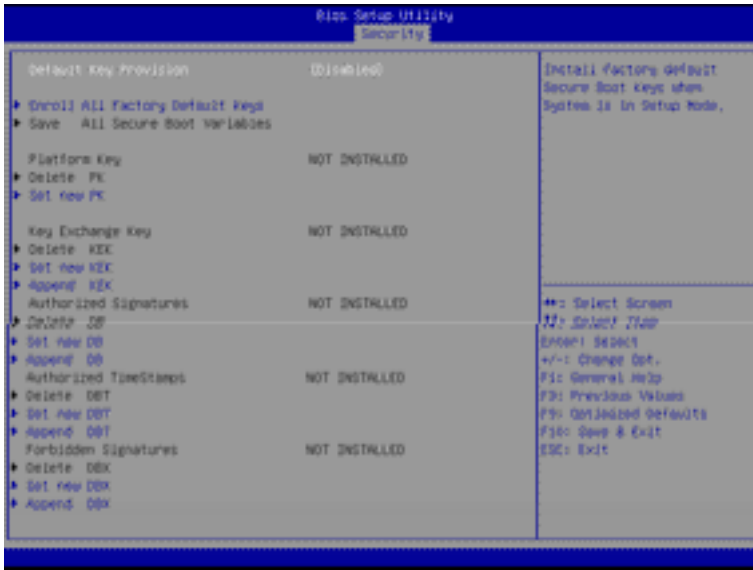 Bios Setup Utility
Security
Default Key Provision [Disabled]
Enroll All Factory Default Keys
Save All Secure Boot Variables
Platform Key NOT INSTALLED
Delete PK
Set new PK
Key Exchange Key NOT INSTALLED
Delete KEK
Set new KEK
Append KEK
Authorized Signatures NOT INSTALLED
Delete DB
Set new DB
Append DB
Authorized TimeStamps NOT INSTALLED
Delete DBT
Set new DBT
Append DBT
Forbidden Signatures NOT INSTALLED
Delete DBX
Set new DBX
Append DBX
Install factory default
Secure Boot keys when
System is in Setup Mode.
: Select Screen
: Select Item
Enter: Select
+/-: Change Opt.
F1: General Help
F3: Previous Values
F9: Optimized Defaults
F10: Save & Exit
ESC: Exit